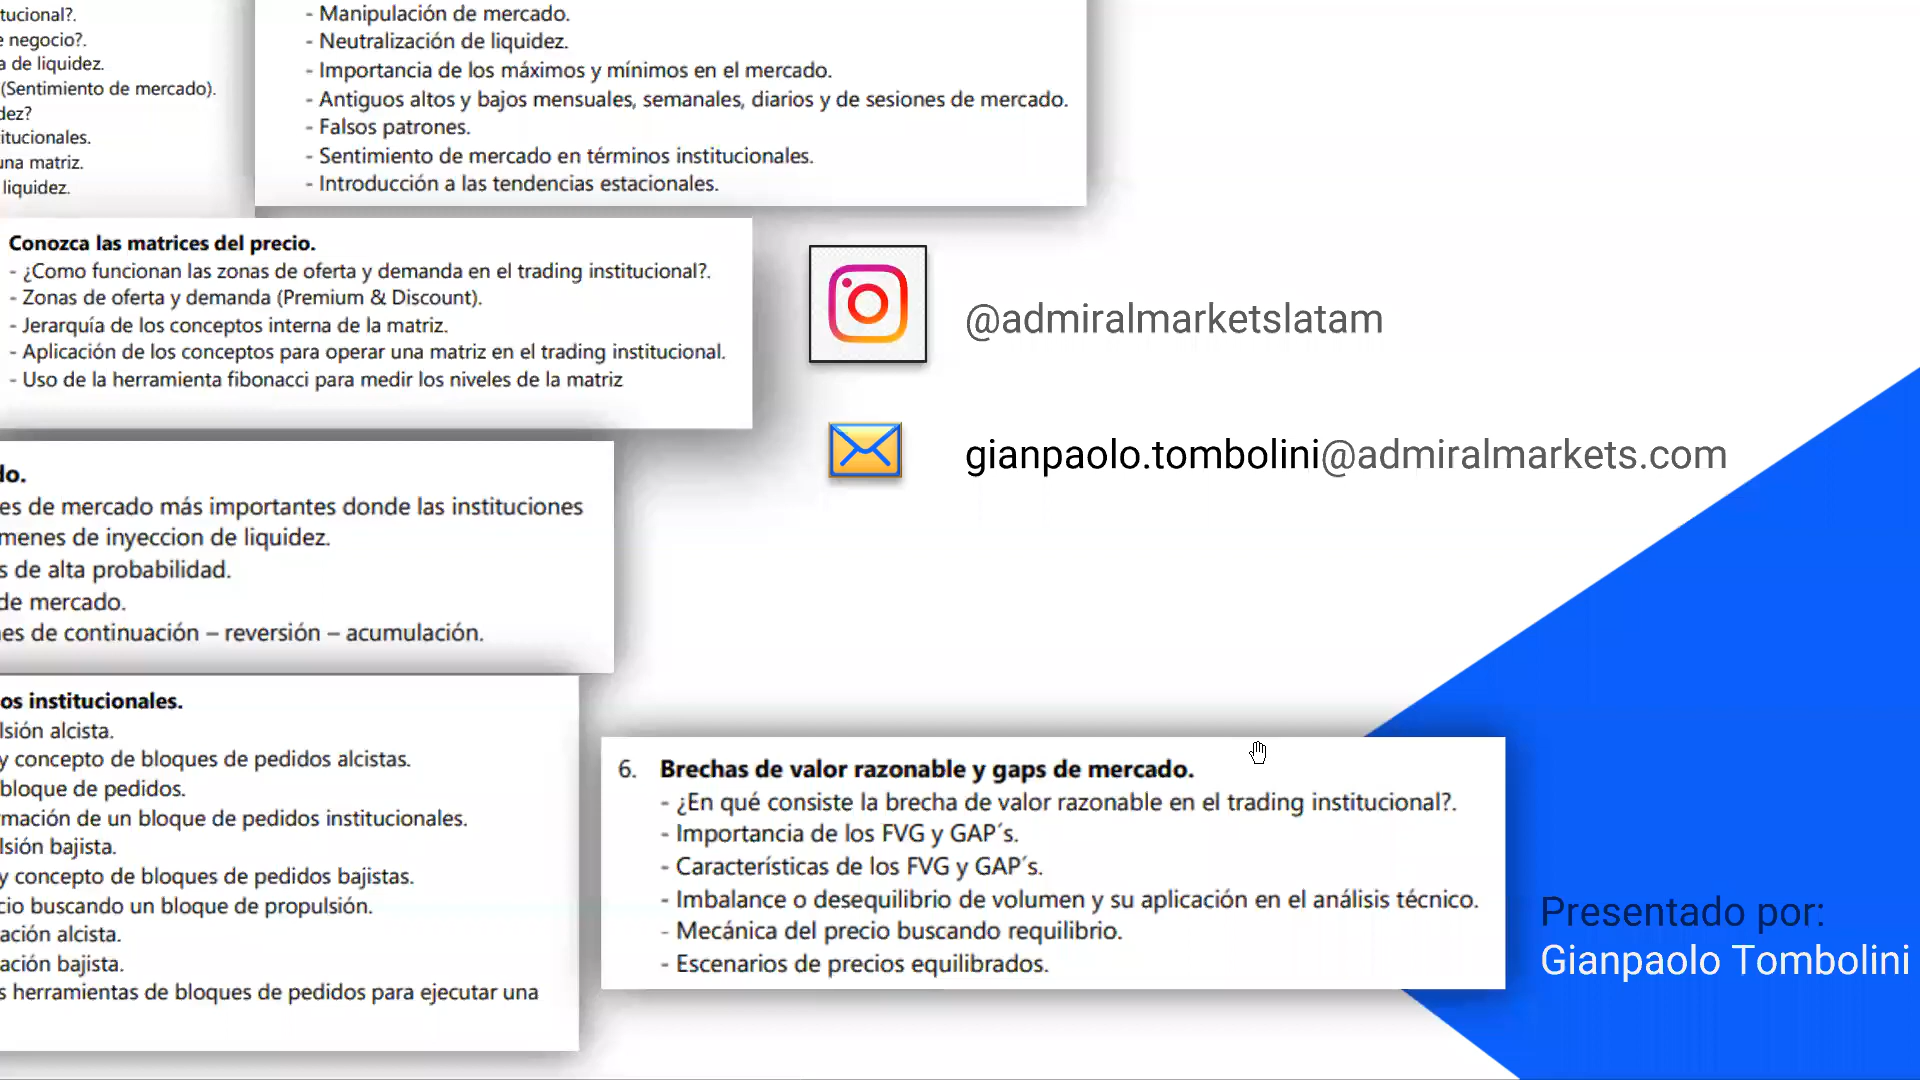 tucional?.
e negocio?.
a de liquidez.
(Sentimiento de mercado).
dez?
titucionales.
una matriz.
liquidez.
- Manipulación de mercado.
- Neutralización de liquidez.
- Importancia de los máximos y mínimos en el mercado.
- Antiguos altos y bajos mensuales, semanales, diarios y de sesiones de mercado.
- Falsos patrones.
- Sentimiento de mercado en términos institucionales.
- Introducción a las tendencias estacionales.
Conozca las matrices del precio.
- ¿Como funcionan las zonas de oferta y demanda en el trading institucional?.
- Zonas de oferta y demanda (Premium & Discount).
- Jerarquía de los conceptos interna de la matriz.
- Aplicación de los conceptos para operar una matriz en el trading institucional.
- Uso de la herramienta fibonacci para medir los niveles de la matriz
@admiralmarketslatam
gianpaolo.tombolini@admiralmarkets.com
do.
es de mercado más importantes donde las instituciones
menes de inyeccion de liquidez.
s de alta probabilidad.
de mercado.
nes de continuación – reversión – acumulación.
os institucionales.
lsión alcista.
y concepto de bloques de pedidos alcistas.
bloque de pedidos.
rmación de un bloque de pedidos institucionales.
lsión bajista.
y concepto de bloques de pedidos bajistas.
cio buscando un bloque de propulsión.
ación alcista.
ación bajista.
s herramientas de bloques de pedidos para ejecutar una
6. Brechas de valor razonable y gaps de mercado.
- ¿En qué consiste la brecha de valor razonable en el trading institucional?.
- Importancia de los FVG y GAP´s.
- Características de los FVG y GAP´s.
- Imbalance o desequilibrio de volumen y su aplicación en el análisis técnico.
- Mecánica del precio buscando requilibrio.
- Escenarios de precios equilibrados.
Presentado por:
Gianpaolo Tombolini